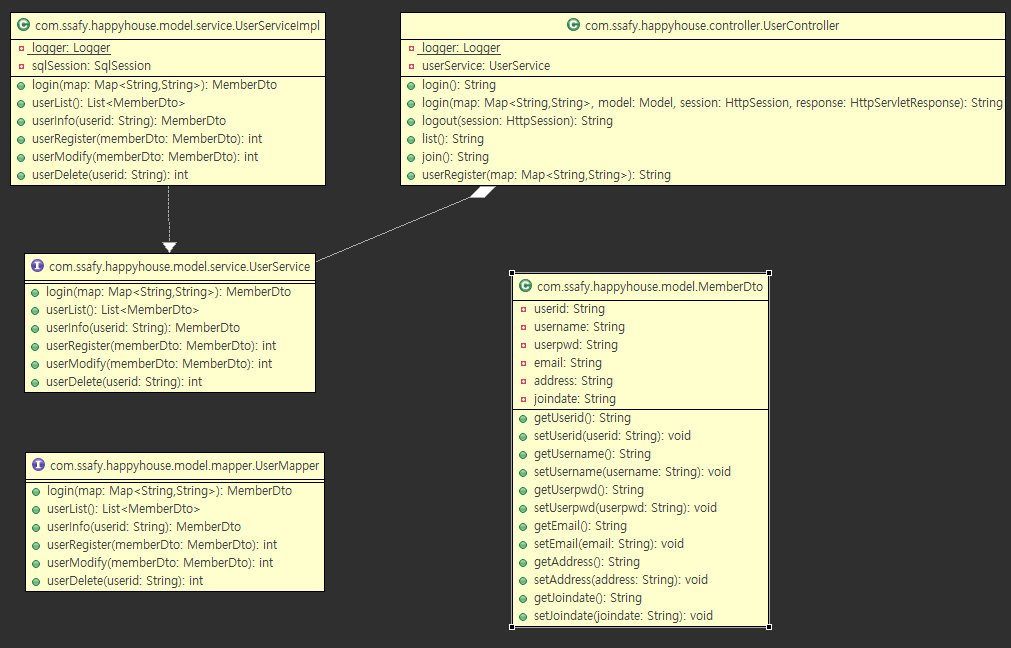 com.ssafy.happyhouse.model.service.UserServiceImpl
logger: Logger
sqlSession: SqlSession
login(map: Map<String,String>): MemberDto
userList(): List<MemberDto>
userInfo(userid: String): MemberDto
userRegister(memberDto: MemberDto): int
userModify(memberDto: MemberDto): int
userDelete(userid: String): int
com.ssafy.happyhouse.controller.UserController
logger: Logger
userService: UserService
login(): String
login(map: Map<String,String>, model: Model, session: HttpSession, response: HttpServletResponse): String
logout(session: HttpSession): String
list(): String
join(): String
userRegister(map: Map<String,String>): String
com.ssafy.happyhouse.model.service.UserService
login(map: Map<String,String>): MemberDto
userList(): List<MemberDto>
userInfo(userid: String): MemberDto
userRegister(memberDto: MemberDto): int
userModify(memberDto: MemberDto): int
userDelete(userid: String): int
com.ssafy.happyhouse.model.MemberDto
userid: String
username: String
userpwd: String
email: String
address: String
joindate: String
getUserid(): String
setUserid(userid: String): void
getUsername(): String
setUsername(username: String): void
getUserpwd(): String
setUserpwd(userpwd: String): void
getEmail(): String
setEmail(email: String): void
getAddress(): String
setAddress(address: String): void
getJoindate(): String
setJoindate(joindate: String): void
com.ssafy.happyhouse.model.mapper.UserMapper
login(map: Map<String,String>): MemberDto
userList(): List<MemberDto>
userInfo(userid: String): MemberDto
userRegister(memberDto: MemberDto): int
userModify(memberDto: MemberDto): int
userDelete(userid: String): int